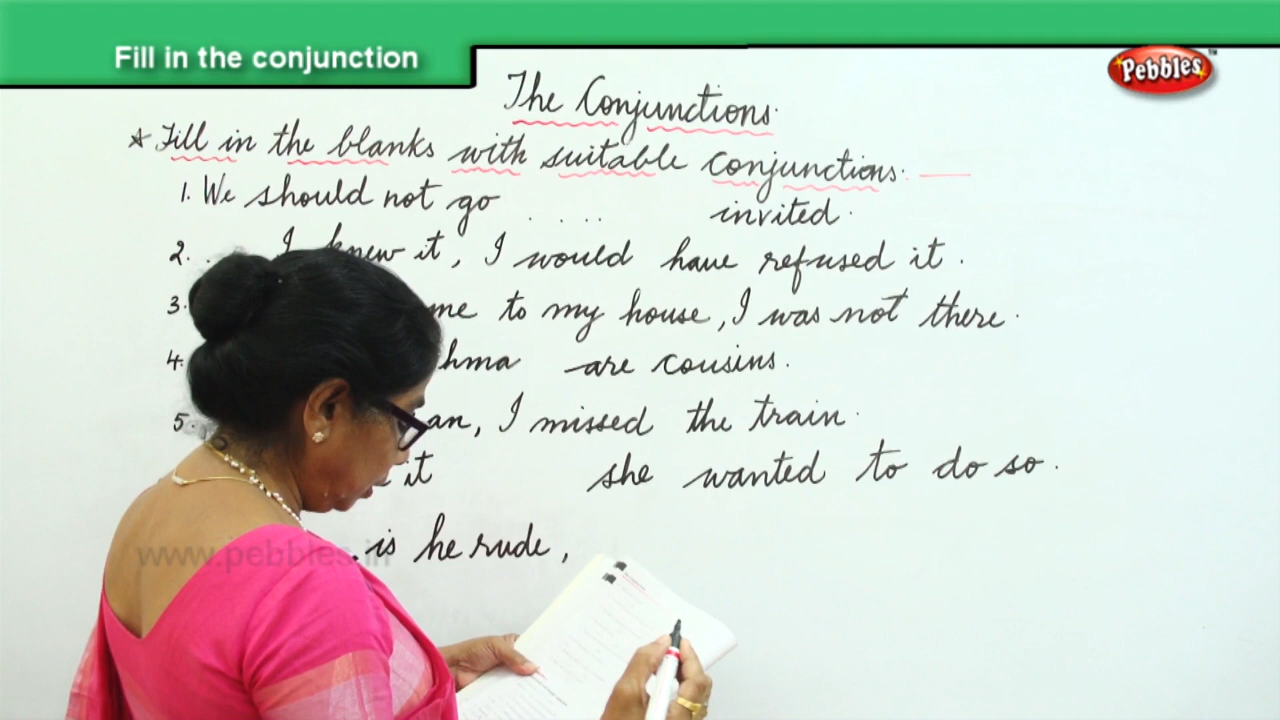 Fill in the conjunction
Pebbles
The Conjunctions.
* Fill in the blanks with suitable conjunctions. —
1. We should not go .... invited.
2. .. I knew it, I would have refused it.
3. me to my house, I was not there.
4. hma are cousins.
5. an, I missed the train.
it she wanted to do so.
www.pebbles.in
. is he rude,